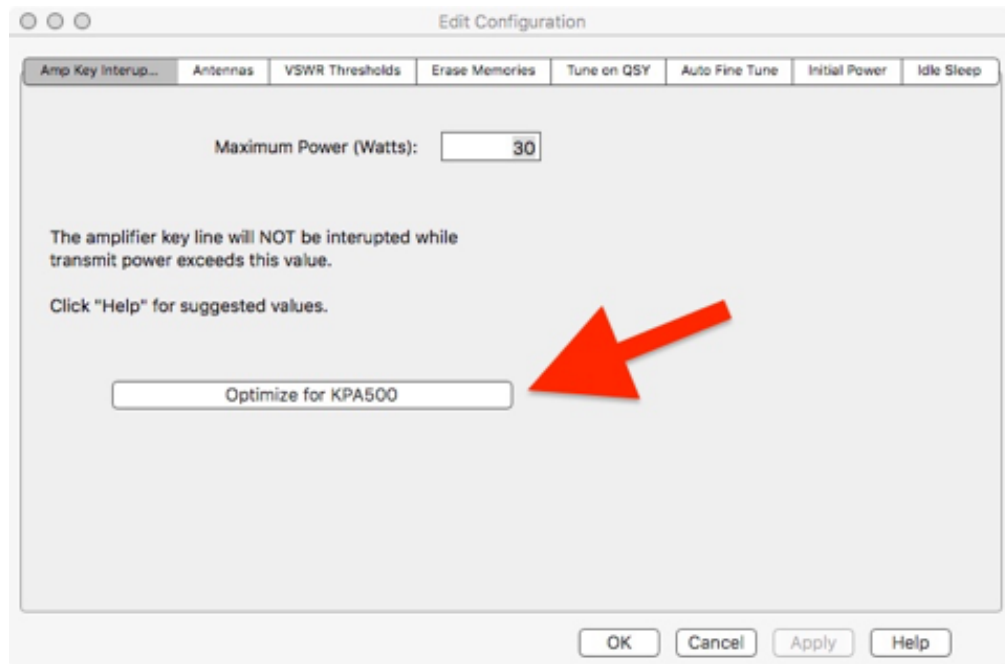 Edit Configuration
Amp Key Interup... Antennas VSWR Thresholds Erase Memories Tune on QSY Auto Fine Tune Initial Power Idle Sleep
Maximum Power (Watts): 30
The amplifier key line will NOT be interupted while
transmit power exceeds this value.
Click "Help" for suggested values.
Optimize for KPA500
OK Cancel Apply Help